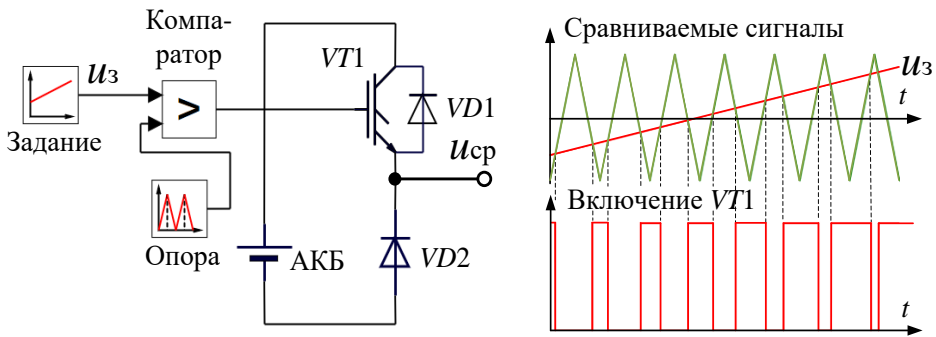 Компа-
ратор
uз
>
Задание
Опора
VT1
VD1
uср
АКБ
VD2
Сравниваемые сигналы
uз
t
Включение VT1
t